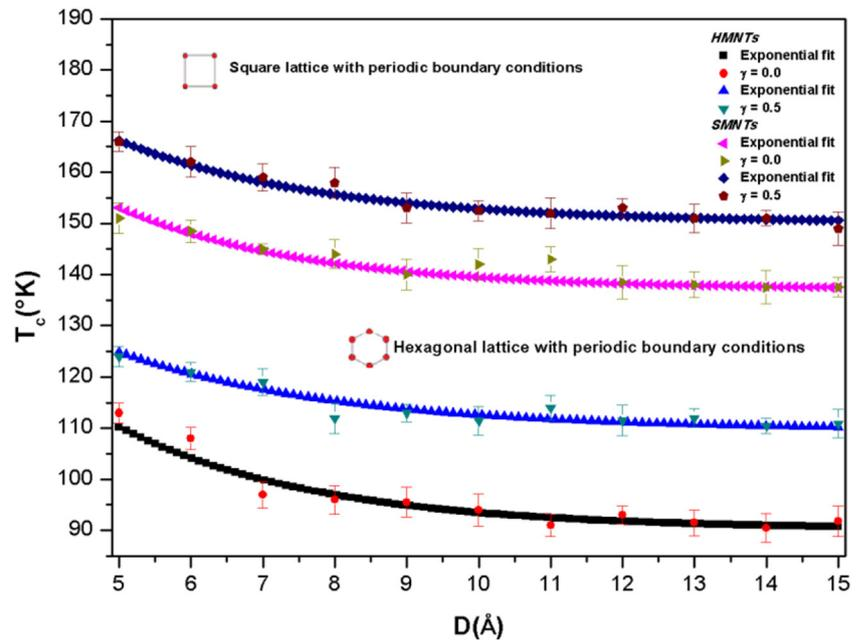 190
180
170
160
150
140
130
120
110
100
90
T_c(°K)
Square lattice with periodic boundary conditions
Hexagonal lattice with periodic boundary conditions
HMNTs
Exponential fit
γ = 0.0
Exponential fit
γ = 0.5
SMNTs
Exponential fit
γ = 0.0
Exponential fit
γ = 0.5
5 6 7 8 9 10 11 12 13 14 15
D(Å)